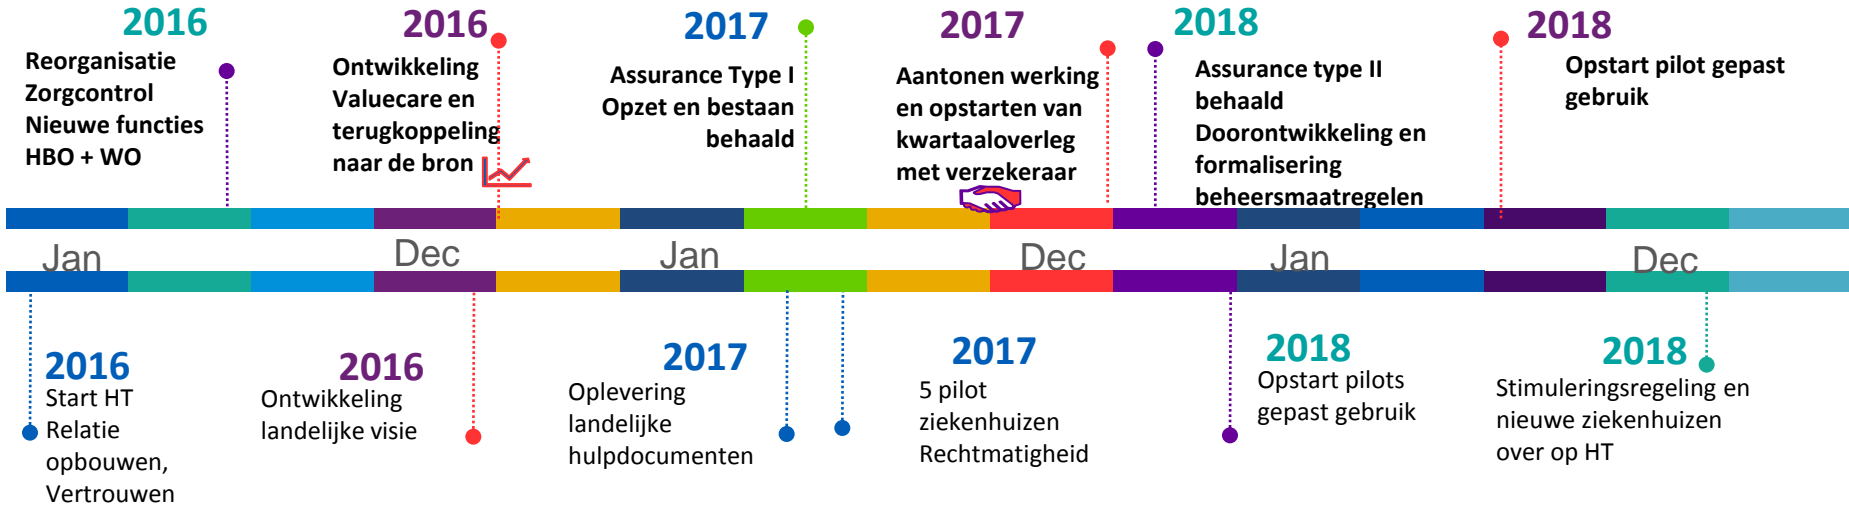 2016
Reorganisatie
Zorgcontrol
Nieuwe functies
HBO + WO
2016
Ontwikkeling
Valuecare en
terugkoppeling
naar de bron
2017
Assurance Type I
Opzet en bestaan
behaald
2017
Aantonen werking
en opstarten van
kwartaaloverleg
met verzekeraar
2018
Assurance type II
behaald
Doorontwikkeling en
formalisering
beheersmaatregelen
2018
Opstart pilot gepast
gebruik
Jan
Dec
Jan
Dec
Jan
Dec
2016
Start HT
Relatie
opbouwen,
Vertrouwen
2016
Ontwikkeling
landelijke visie
2017
Oplevering
landelijke
hulpdocumenten
2017
5 pilot
ziekenhuizen
Rechtmatigheid
2018
Opstart pilots
gepast gebruik
2018
Stimuleringsregeling en
nieuwe ziekenhuizen
over op HT